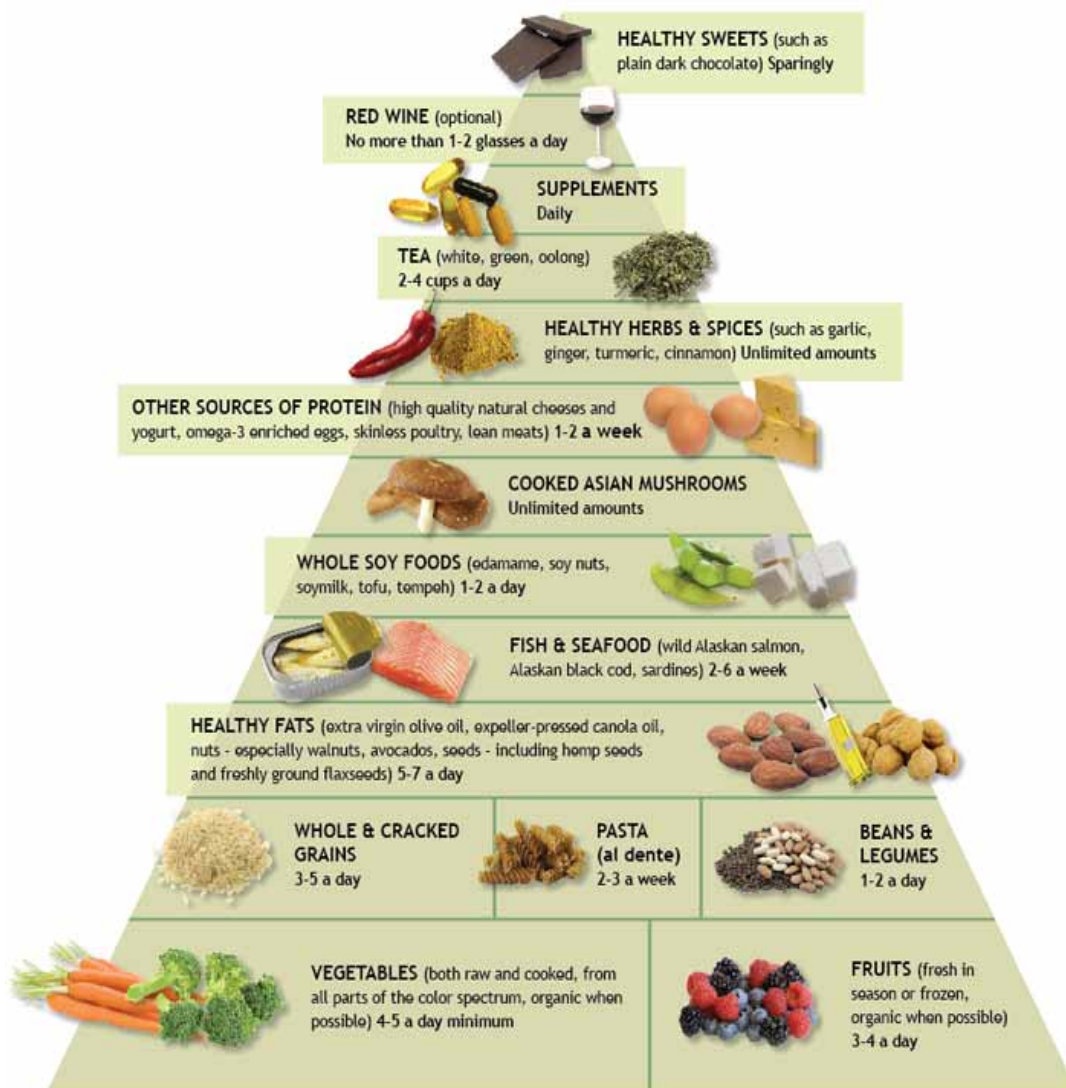 HEALTHY SWEETS (such as
plain dark chocolate) Sparingly
RED WINE (optional)
No more than 1-2 glasses a day
SUPPLEMENTS
Daily
TEA (white, green, oolong)
2-4 cups a day
HEALTHY HERBS & SPICES (such as garlic,
ginger, turmeric, cinnamon) Unlimited amounts
OTHER SOURCES OF PROTEIN (high quality natural cheeses and
yogurt, omega-3 enriched eggs, skinless poultry, lean meats) 1-2 a week
COOKED ASIAN MUSHROOMS
Unlimited amounts
WHOLE SOY FOODS (edamame, soy nuts,
soymilk, tofu, tempeh) 1-2 a day
FISH & SEAFOOD (wild Alaskan salmon,
Alaskan black cod, sardines) 2-6 a week
HEALTHY FATS (extra virgin olive oil, expeller-pressed canola oil,
nuts - especially walnuts, avocados, seeds - including hemp seeds
and freshly ground flaxseeds) 5-7 a day
WHOLE & CRACKED
GRAINS
3-5 a day
PASTA
(al dente)
2-3 a week
BEANS &
LEGUMES
1-2 a day
VEGETABLES (both raw and cooked, from
all parts of the color spectrum, organic when
possible) 4-5 a day minimum
FRUITS (fresh in
season or frozen,
organic when possible)
3-4 a day